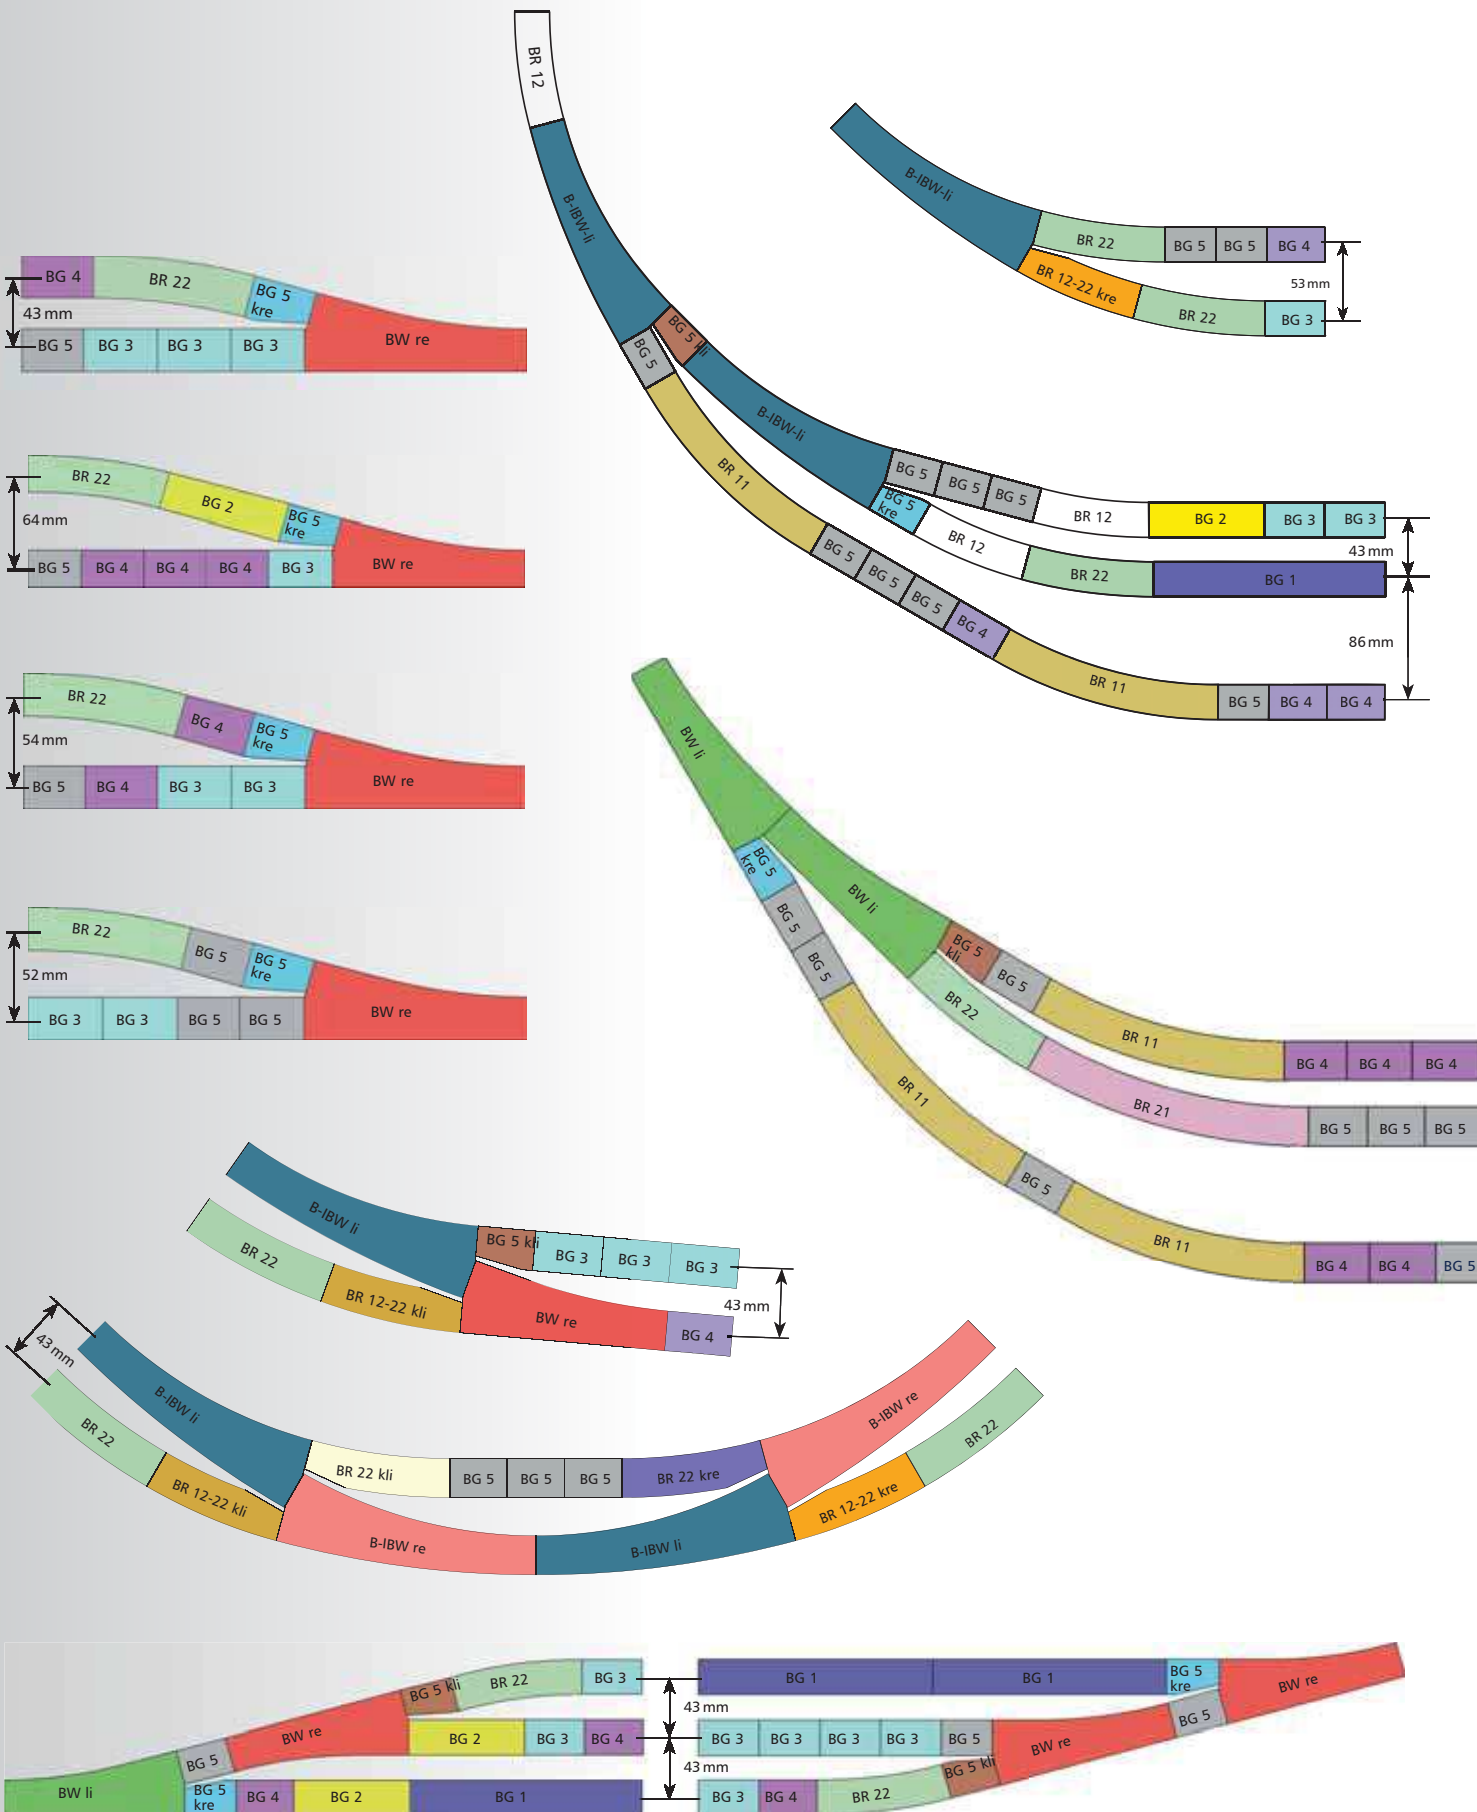 BR 12
B-IBW-li
BG 5 kli
BG 5
B-IBW-li
BR 11
BG 5
BG 5
BG 5
BR 12
BG 2
BG 3
BG 3
43 mm
BG 5
kre
BR 12
BR 22
BG 1
86 mm
BG 5
BG 5
BG 5
BG 4
BR 11
BG 5
BG 4
BG 4
B-IBW-li
BR 22
BG 5
BG 5
BG 4
53 mm
BR 12-22 kre
BR 22
BG 3
BG 4
BR 22
BG 5
kre
43 mm
BG 5
BG 3
BG 3
BG 3
BW re
BR 22
BG 2
BG 5
kre
64 mm
BG 5
BG 4
BG 4
BG 4
BG 3
BW re
BR 22
BG 4
BG 5
kre
54 mm
BG 5
BG 4
BG 3
BG 3
BW re
BR 22
BG 5
BG 5
kre
52 mm
BG 3
BG 3
BG 5
BG 5
BW re
BW li
BG 5
kre
BG 5
BG 5
BW li
BG 5
kli
BG 5
BR 11
BG 4
BG 4
BG 4
BR 22
BR 21
BG 5
BG 5
BG 5
BR 11
BG 5
BR 11
BG 4
BG 4
BG 5
B-IBW li
BG 5 kli
BG 3
BG 3
BG 3
43 mm
BR 22
BR 12-22 kli
BW re
BG 4
43 mm
B-IBW li
BR 22 kli
BG 5
BG 5
BG 5
BR 22 kre
B-IBW re
BR 22
BR 12-22 kli
B-IBW re
B-IBW li
BR 12-22 kre
BR 22
BG 5 kli
BR 22
BG 3
43 mm
BW re
BG 2
BG 3
BG 4
43 mm
BG 5
BW li
BG 5
kre
BG 4
BG 2
BG 1
BG 1
BG 1
BG 5
kre
BW re
BG 3
BG 3
BG 3
BG 3
BG 5
BW re
BG 5
BG 3
BG 4
BR 22
BG 5 kli